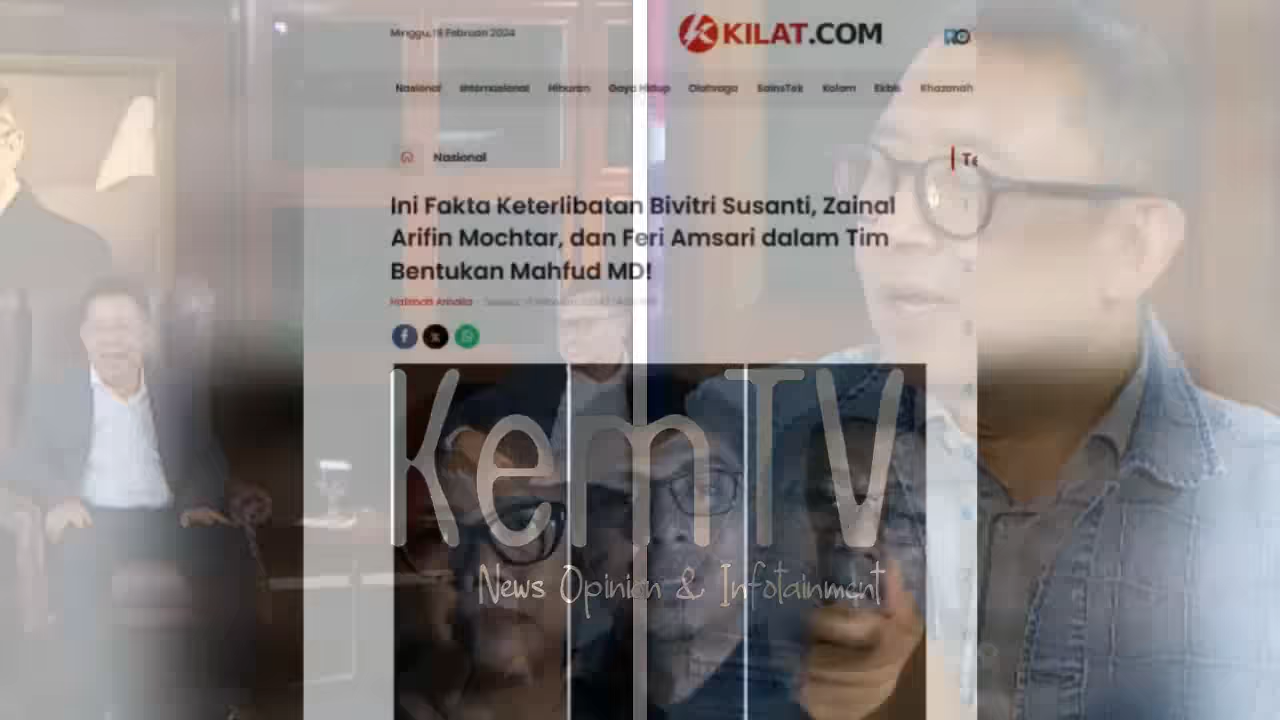 Minggu, 18 Februari 2024
KILAT.COM
Nasional Internasional Hiburan Gaya Hidup Olahraga SainsTek Kolom Ekbis Khazanah
Nasional
Te
Ini Fakta Keterlibatan Bivitri Susanti, Zainal
Arifin Mochtar, dan Feri Amsari dalam Tim
Bentukan Mahfud MD!
KemTV
News Opinion & Infotainment